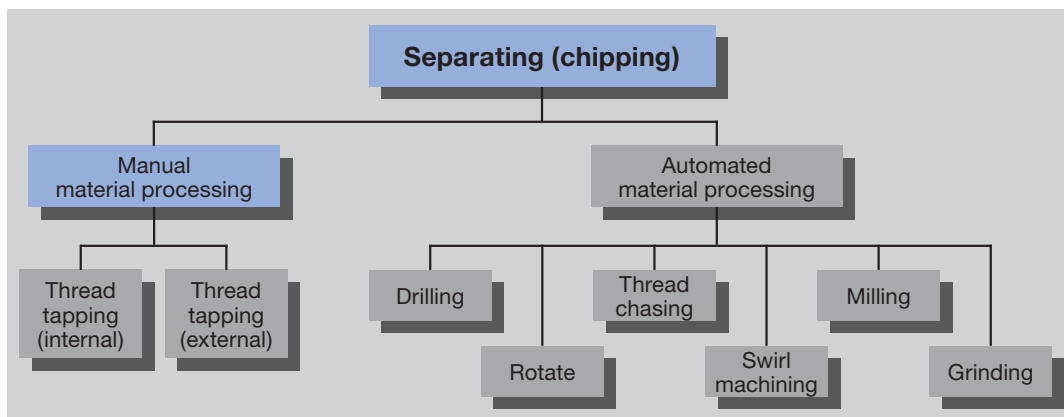 Separating (chipping)
Manual
material processing
Automated
material processing
Thread
tapping
(internal)
Thread
tapping
(external)
Drilling
Thread
chasing
Milling
Rotate
Swirl
machining
Grinding